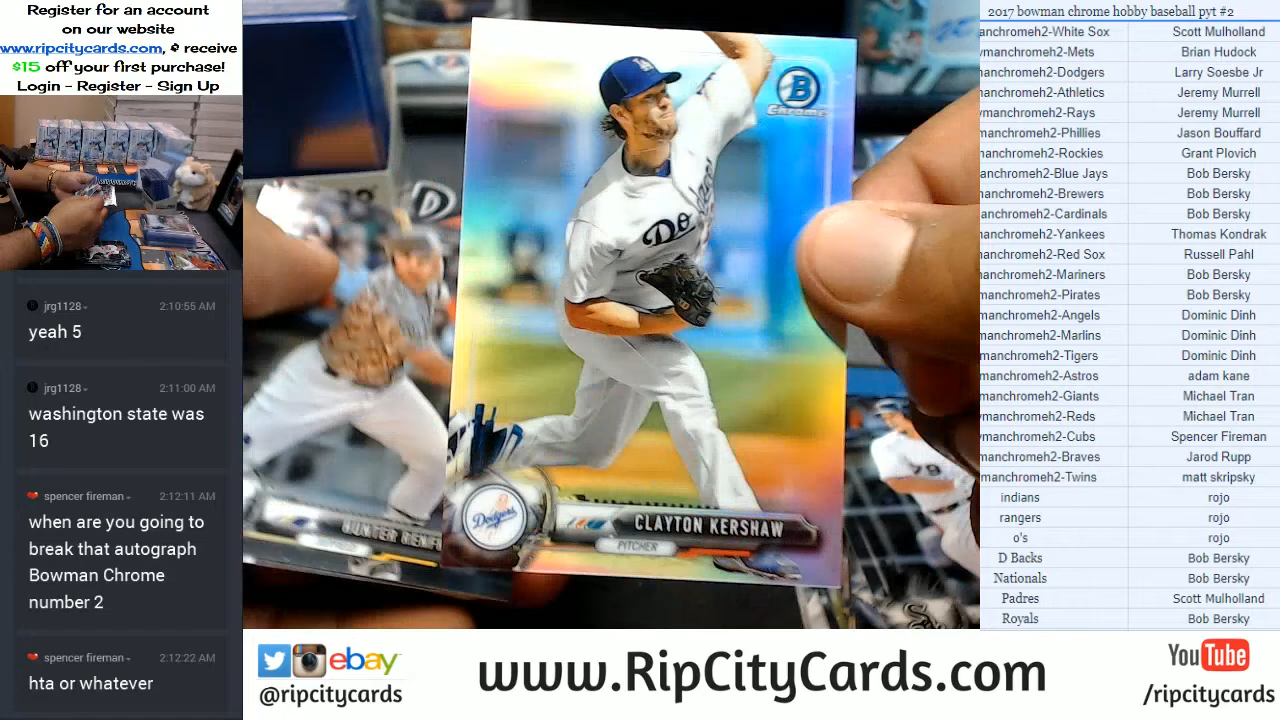 Register for an account
on our website
www.ripcitycards.com, & receive
$15 off your first purchase!
Login - Register - Sign Up
jrg1128
2:10:55 AM
yeah 5
jrg1128
2:11:00 AM
washington state was
16
spencer fireman
2:12:11 AM
when are you going to
break that autograph
Bowman Chrome
number 2
spencer fireman
2:12:22 AM
hta or whatever
B
Chrome
Dodgers
Dodgers
CLAYTON KERSHAW
PITCHER
HUNTER RENF
79
Sox
2017 bowman chrome hobby baseball pyt #2
anchromeh2-White Sox Scott Mulholland
manchromeh2-Mets Brian Hudock
manchromeh2-Dodgers Larry Soesbe Jr
manchromeh2-Athletics Jeremy Murrell
manchromeh2-Rays Jeremy Murrell
manchromeh2-Phillies Jason Bouffard
manchromeh2-Rockies Grant Plovich
manchromeh2-Blue Jays Bob Bersky
manchromeh2-Brewers Bob Bersky
manchromeh2-Cardinals Bob Bersky
manchromeh2-Yankees Thomas Kondrak
manchromeh2-Red Sox Russell Pahl
manchromeh2-Mariners Bob Bersky
manchromeh2-Pirates Bob Bersky
manchromeh2-Angels Dominic Dinh
manchromeh2-Marlins Dominic Dinh
manchromeh2-Tigers Dominic Dinh
manchromeh2-Astros adam kane
manchromeh2-Giants Michael Tran
manchromeh2-Reds Michael Tran
manchromeh2-Cubs Spencer Fireman
manchromeh2-Braves Jarod Rupp
manchromeh2-Twins matt skripsky
indians rojo
rangers rojo
o's rojo
D Backs Bob Bersky
Nationals Bob Bersky
Padres Scott Mulholland
Royals Bob Bersky
ebay
@ripcitycards
www.RipCityCards.com
YouTube
/ripcitycards